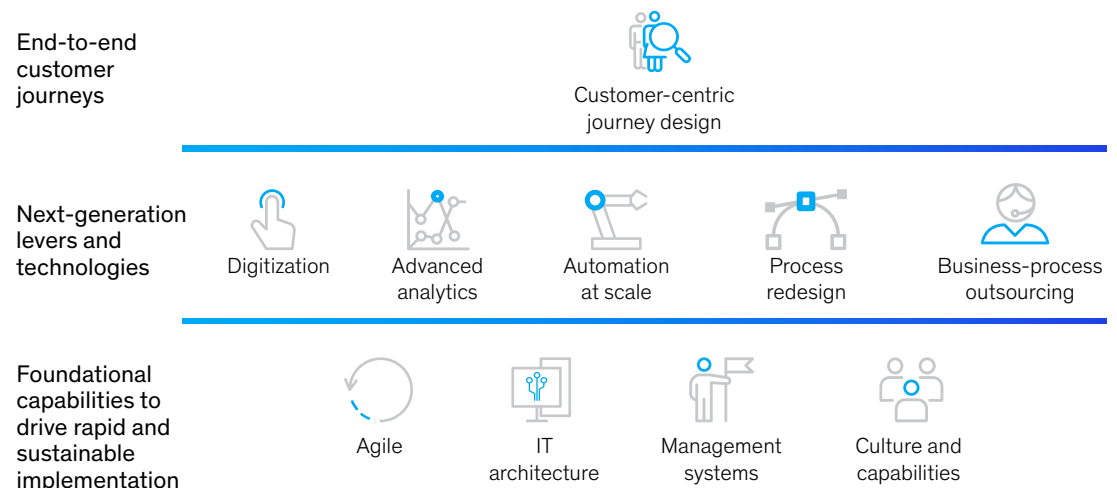 End-to-end
customer
journeys
Customer-centric
journey design
Next-generation
levers and
technologies
Digitization
Advanced
analytics
Automation
at scale
Process
redesign
Business-process
outsourcing
Foundational
capabilities to
drive rapid and
sustainable
implementation
Agile
IT
architecture
Management
systems
Culture and
capabilities